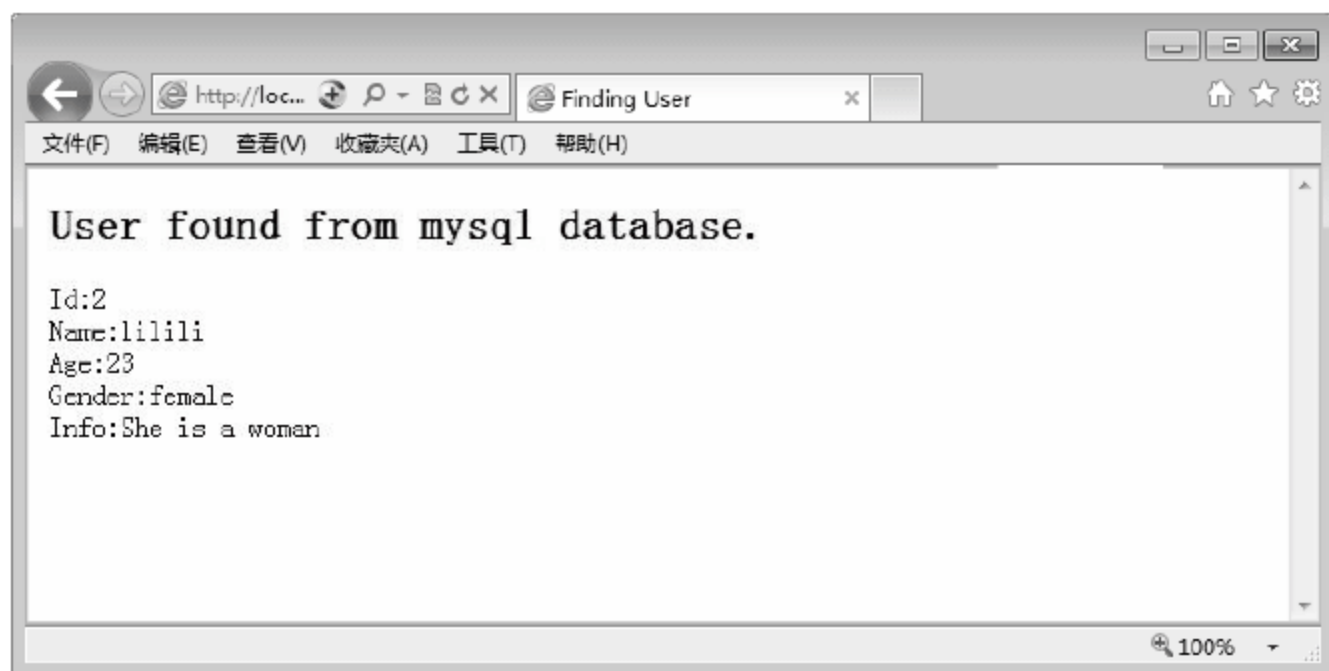 http://loc...
Finding User
文件(F) 编辑(E) 查看(V) 收藏夹(A) 工具(T) 帮助(H)
User found from mysql database.
Id:2
Name:lilili
Age:23
Gender:female
Info:She is a woman
100%